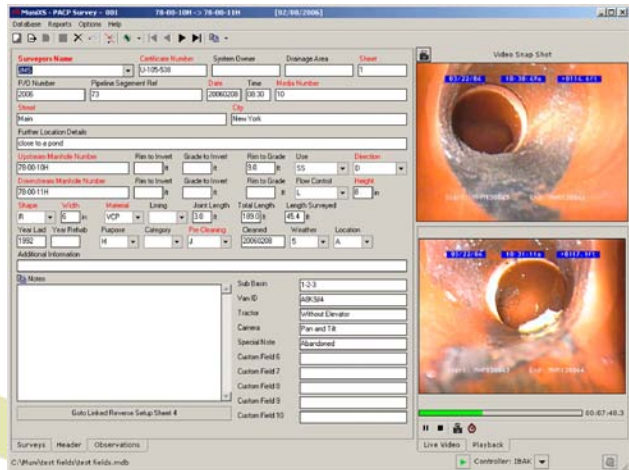 MuniXS - PACP Survey - 001 78-00-10H -> 78-00-11H [02/08/2006]
Database Reports Options Help
Surveyors Name Certificate Number System Owner Drainage Area Sheet
JMS U-105-538 1
P/O Number Pipeline Segement Ref Date Time Media Number
2006 73 20060208 08:30 10
Street City
Main New York
Further Location Details
close to a pond
Upstream Manhole Number Rim to Invert Grade to Invert Rim to Grade Use Direction
78-00-10H ft ft 9.0 ft SS D
Downstream Manhole Number Rim to Invert Grade to Invert Rim to Grade Flow Control Height
78-00-11H ft ft ft L 8 in
Shape Width Material Lining Joint Length Total Length Length Surveyed
R 6 in VCP 3.0 ft 189.0 ft 45.4 ft
Year Laid Year Rehab Purpose Category Pre-Cleaning Cleaned Weather Location
1992 H J 20060208 5 A
Additional Information
Notes
Sub Basin 1-2-3
Van ID
Tractor Without Elevator
Camera Pan and Tilt
Special Note Abandoned
Custom Field 6
Custom Field 7
Custom Field 8
Custom Field 9
Custom Field 10
Goto Linked Reverse Setup Sheet 4
Surveys Header Observations
C:\Muni\test fields\test fields.mdb
Video Snap Shot
03/22/04
03/22/04
00:07:40.3
Live Video Playback
Controller: IBAK